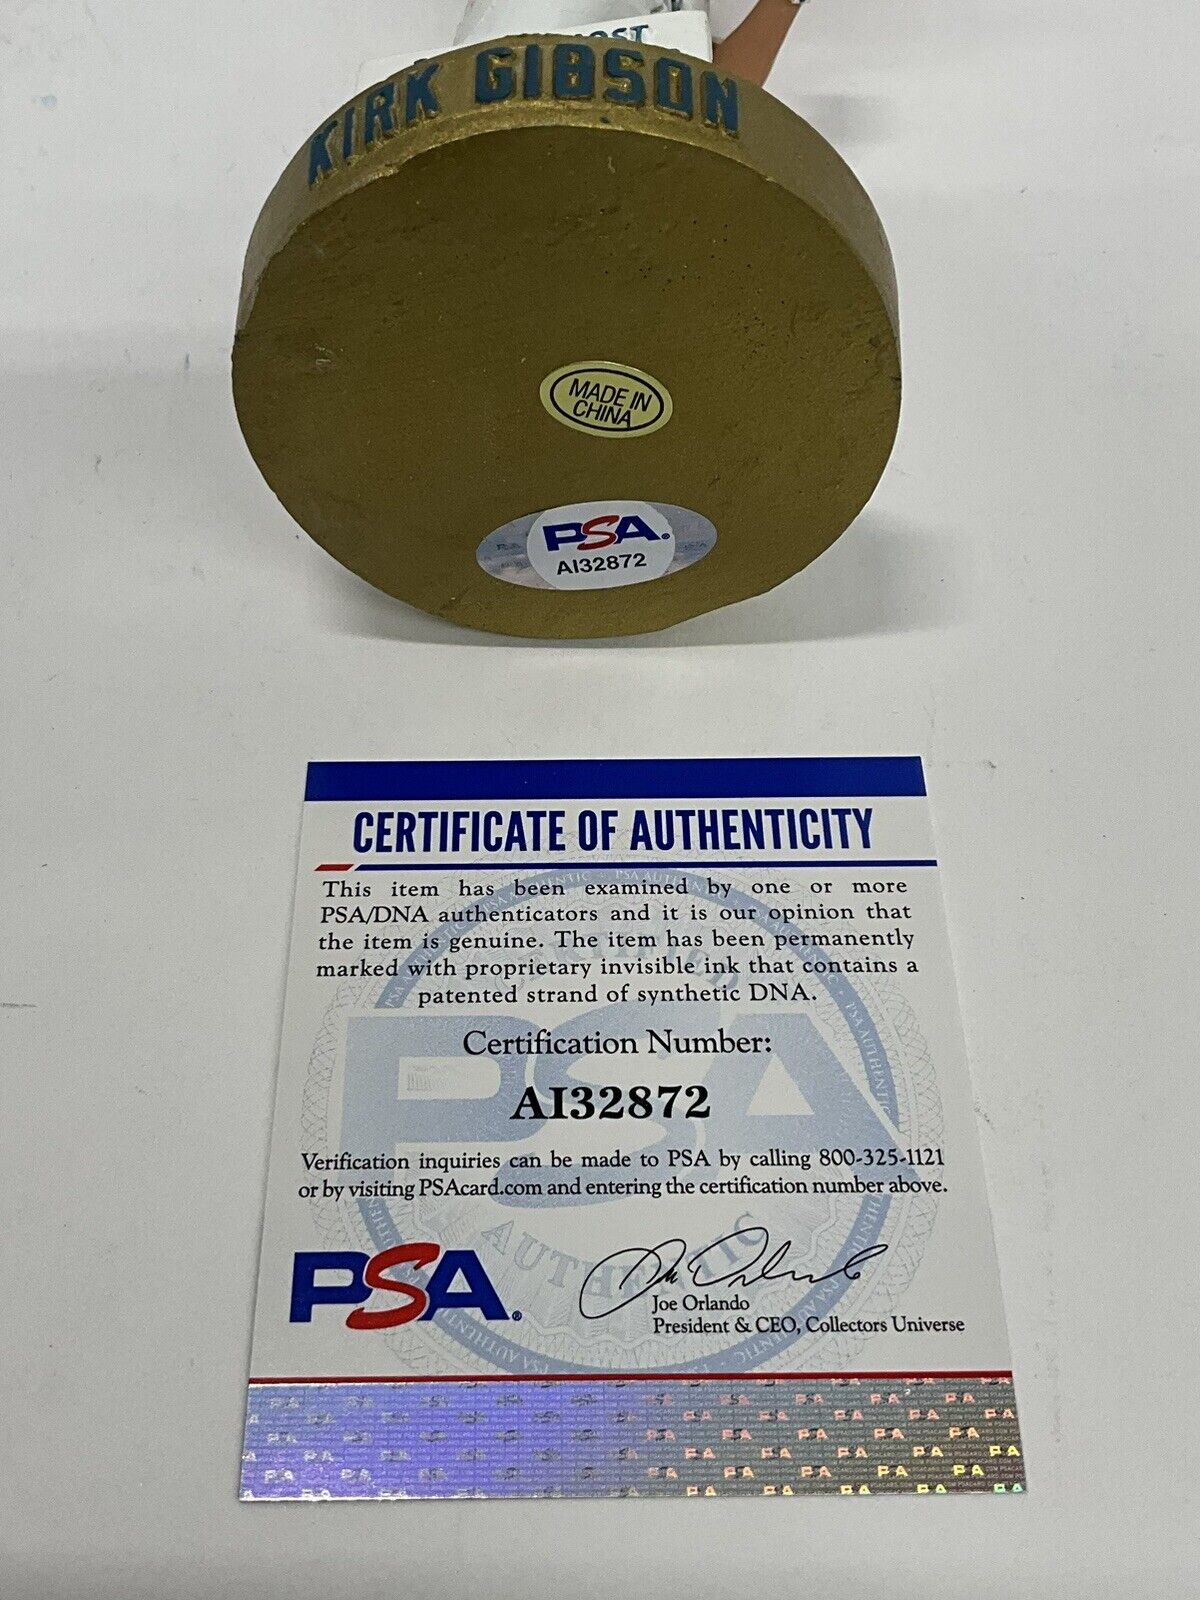 KIRK GIBSON
MADE IN
CHINA
PSA
AI32872
CERTIFICATE OF AUTHENTICITY
This item has been examined by one or more
PSA/DNA authenticators and it is our opinion that
the item is genuine. The item has been permanently
marked with proprietary invisible ink that contains a
patented strand of synthetic DNA.
Certification Number:
AI32872
Verification inquiries can be made to PSA by calling 800-325-1121
or by visiting PSAcard.com and entering the certification number above.
PSA®
Joe Orlando
President & CEO, Collectors Universe